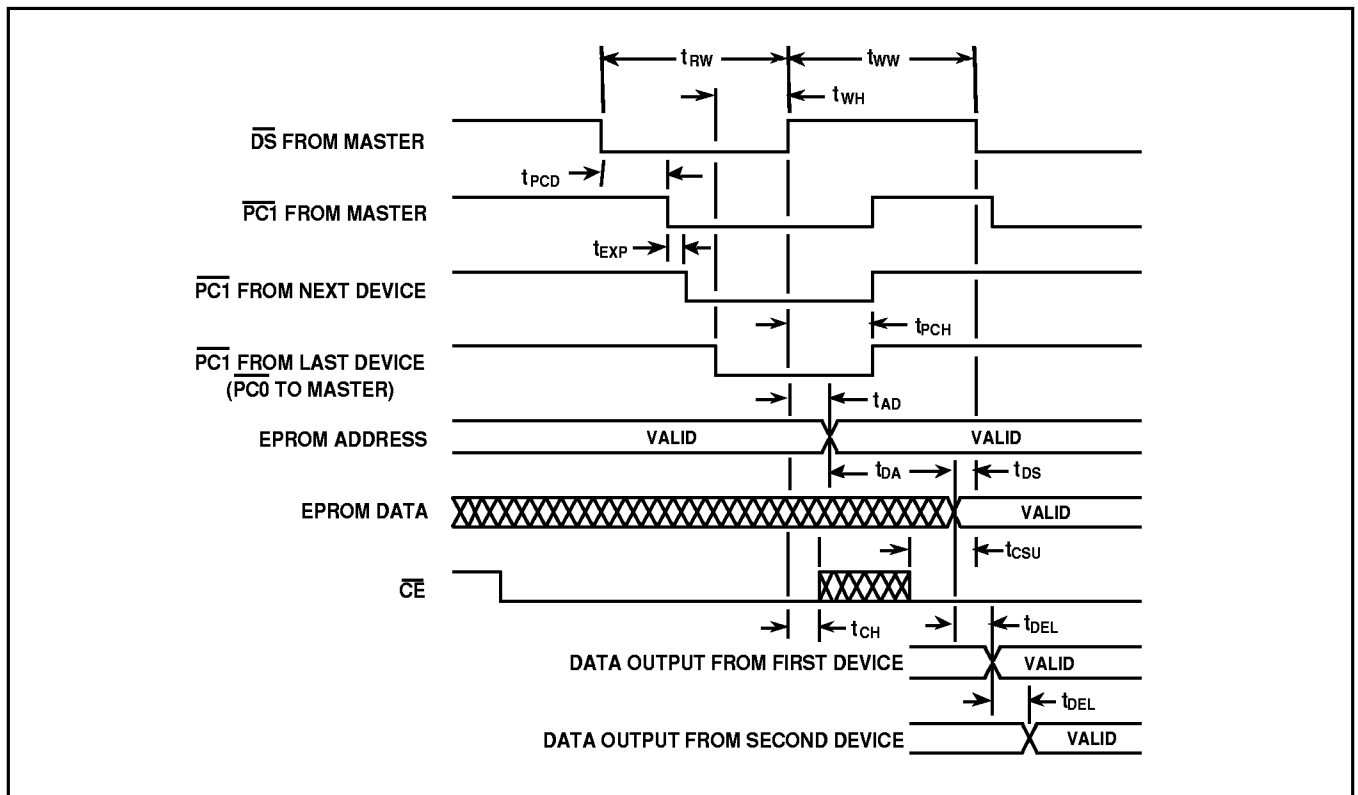 tRW tWW
tWH
DS FROM MASTER
tPCD
PC1 FROM MASTER
tEXP
PC1 FROM NEXT DEVICE
tPCH
PC1 FROM LAST DEVICE
(PC0 TO MASTER)
tAD
EPROM ADDRESS VALID VALID
tDA tDS
EPROM DATA VALID
tCSU
CE
tCH tDEL
DATA OUTPUT FROM FIRST DEVICE VALID
tDEL
DATA OUTPUT FROM SECOND DEVICE VALID